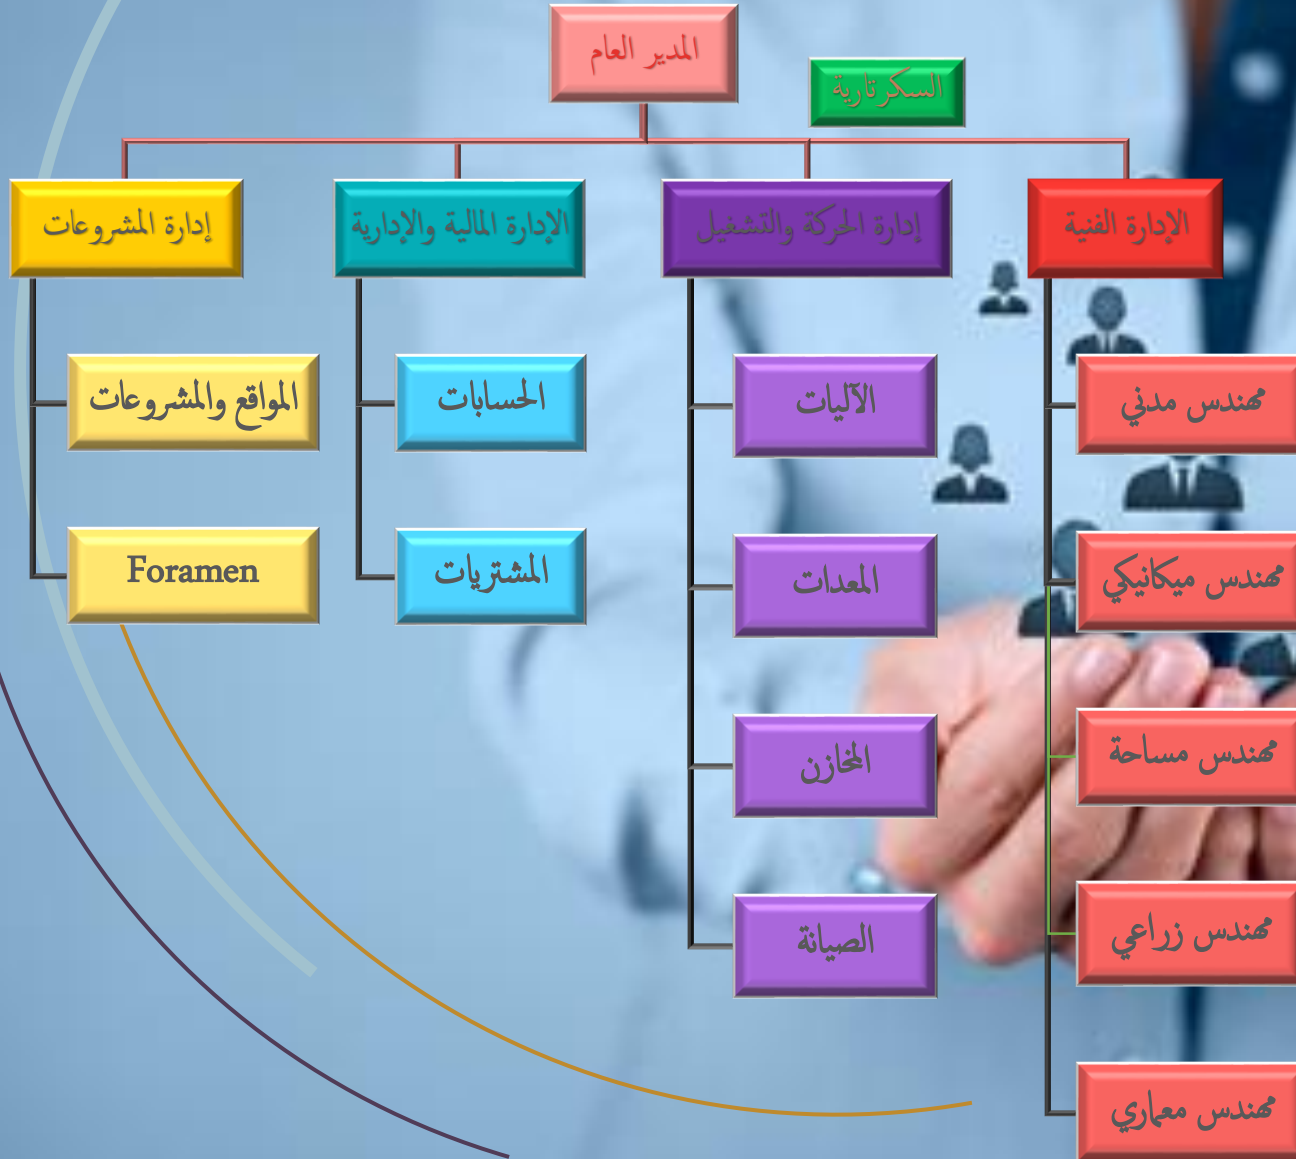 المدير العام
السكرتارية
الإدارة الفنية
إدارة الحركة والتشغيل
الإدارة المالية والإدارية
إدارة المشروعات
مهندس مدني
مهندس ميكانيكي
مهندس مساحة
مهندس زراعي
مهندس معماري
الآليات
المعدات
المخازن
الصيانة
الحسابات
المشتريات
المواقع والمشروعات
Foramen